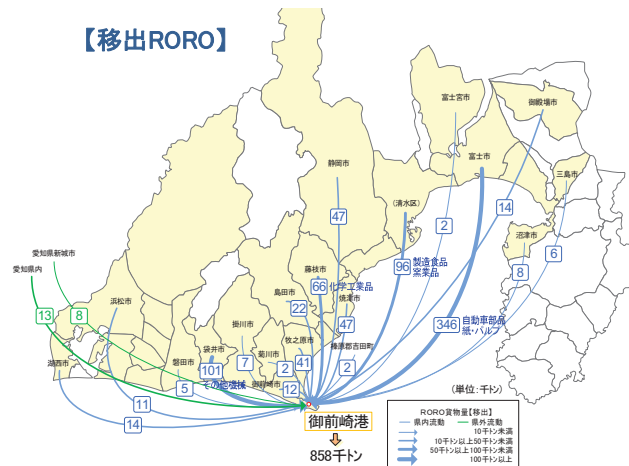 【移出RORO】
富士宮市
御殿場市
静岡市
富士市
三島市
(清水区)
47
2
14
沼津市
愛知県新城市
藤枝市
96
製造食品
窯業品
6
愛知県内
66
化学工業品
8
島田市
焼津市
浜松市
22
13
8
掛川市
47
346
自動車部品
紙・パルプ
袋井市
牧之原市
榛原郡吉田町
菊川市
湖西市
磐田市
101
7
2
41
2
その他機械
御前崎市
5
12
(単位:千トン)
11
14
御前崎港
858千トン
RORO貨物量【移出】
県内流動
県外流動
10千トン未満
10千トン以上50千トン未満
50千トン以上100千トン未満
100千トン以上